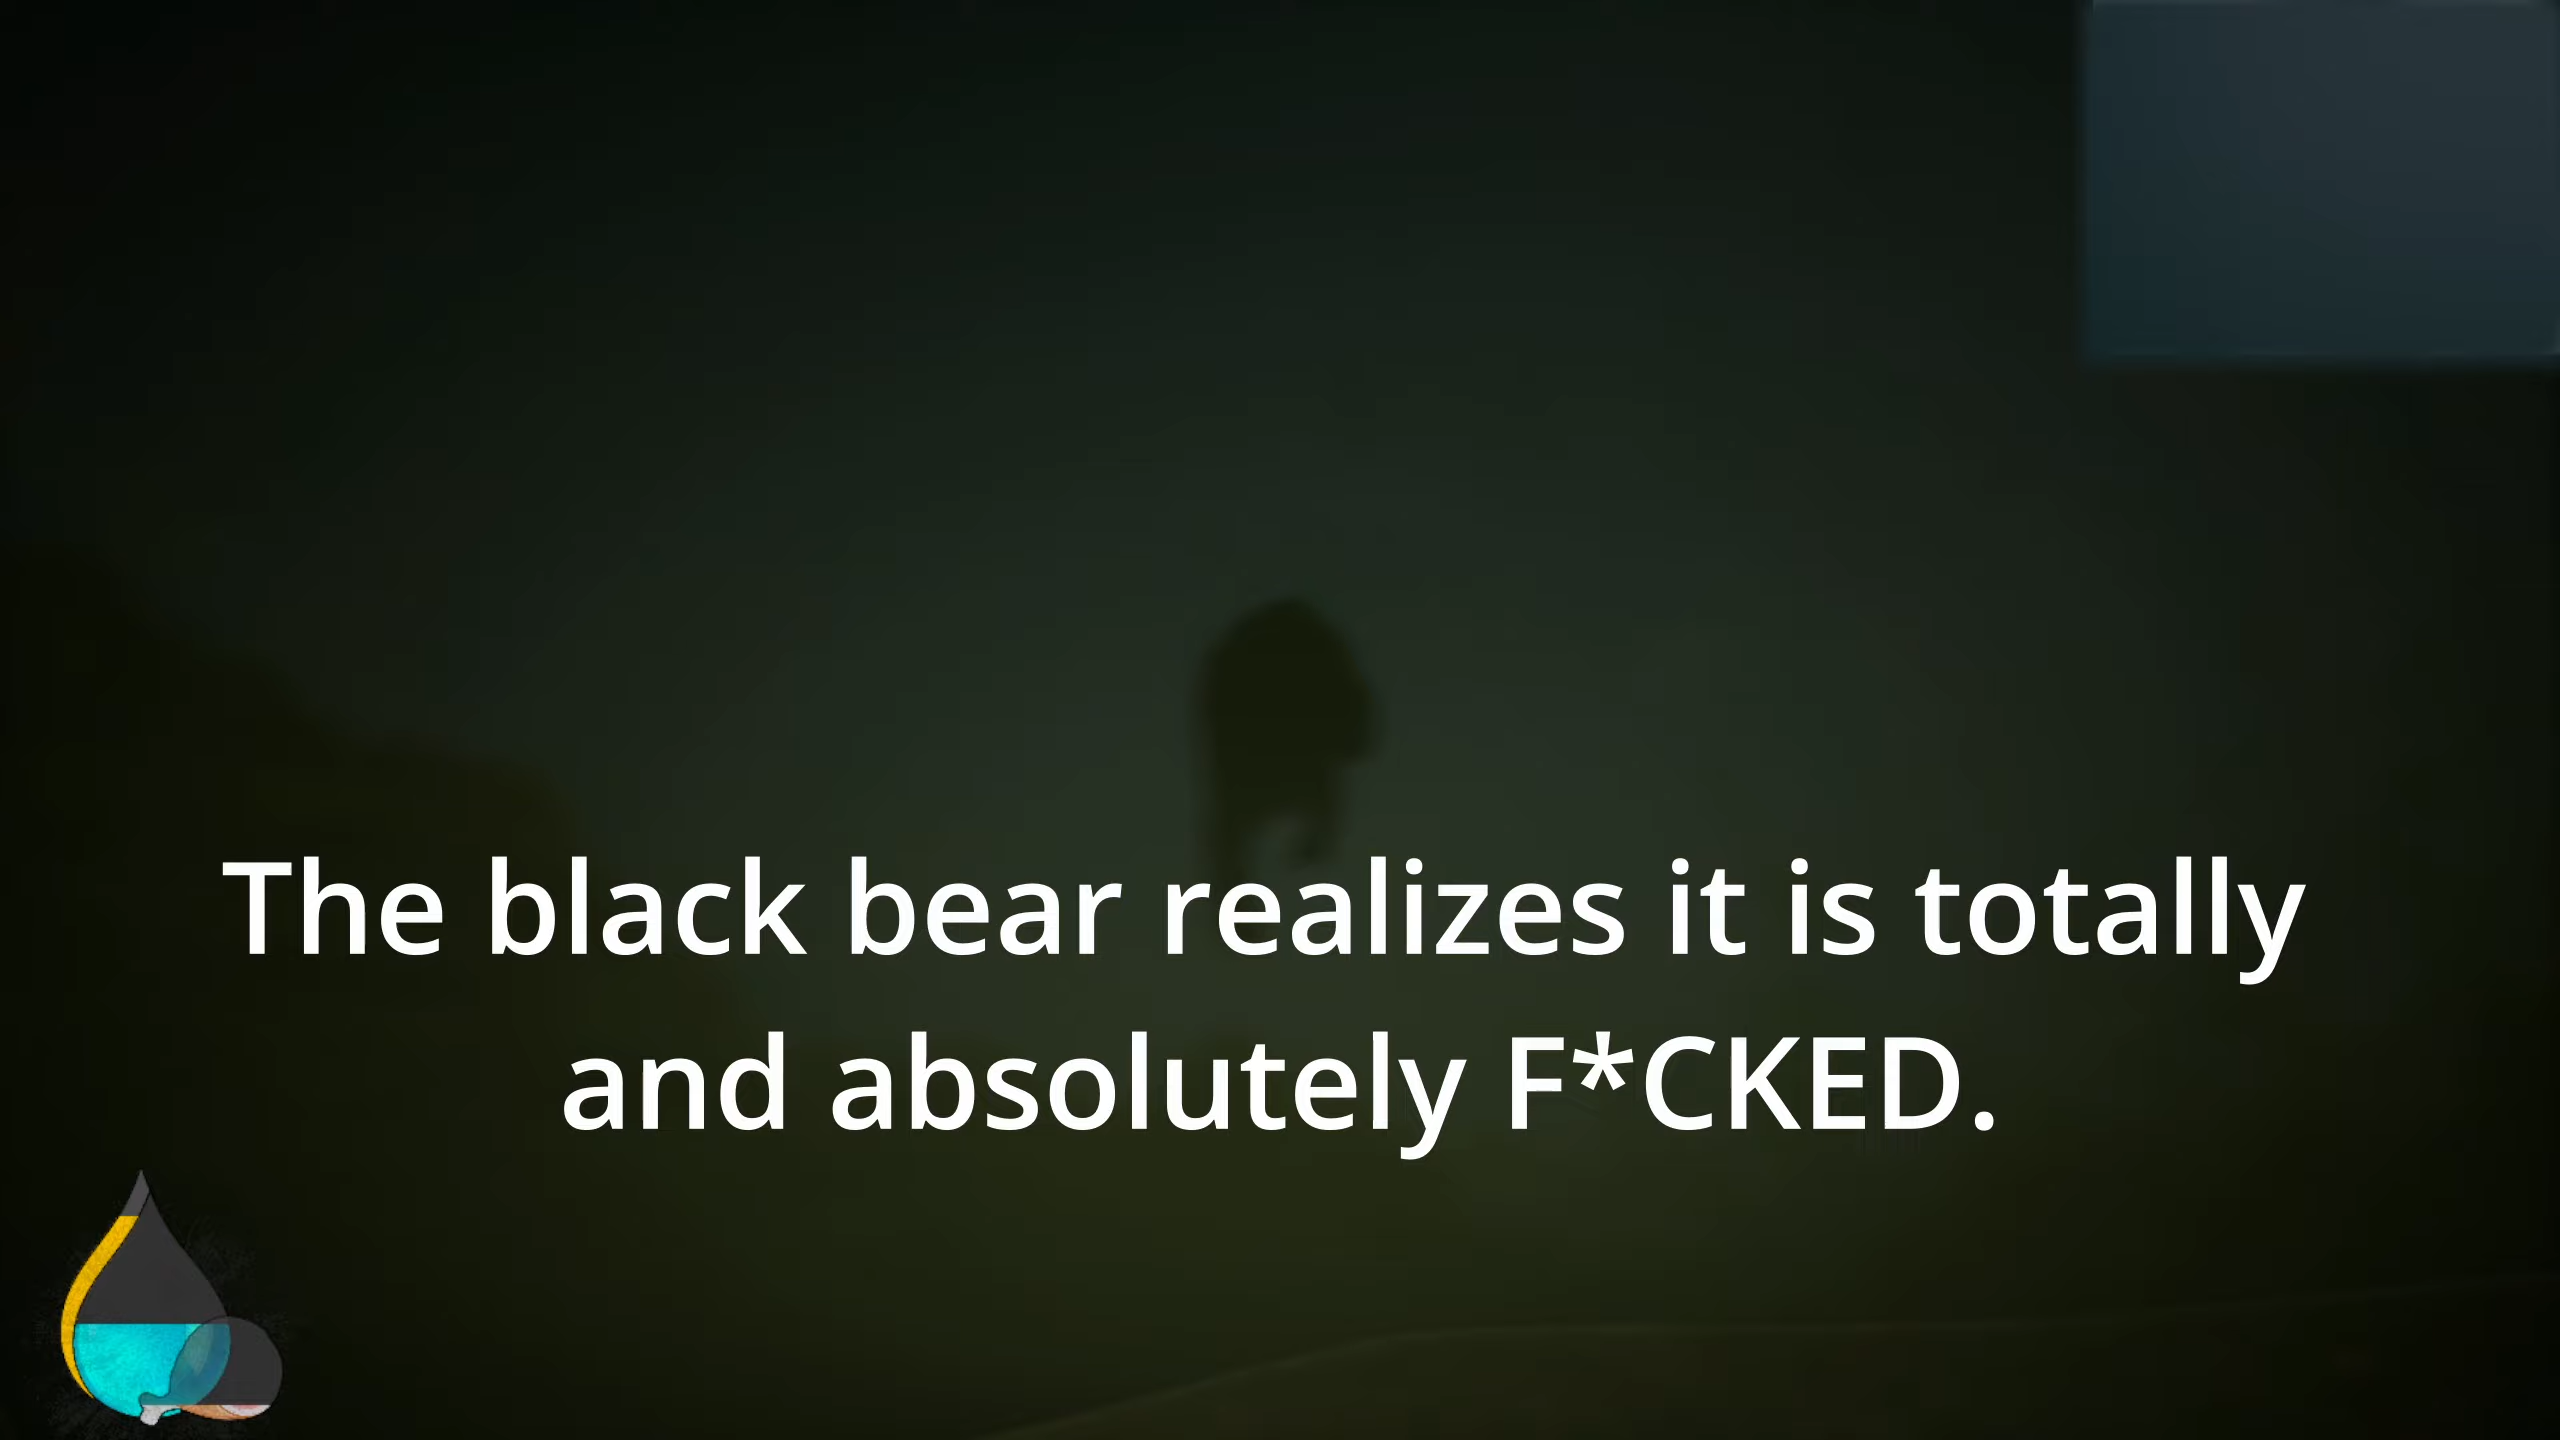 The black bear realizes it is totally
and absolutely F*CKED.